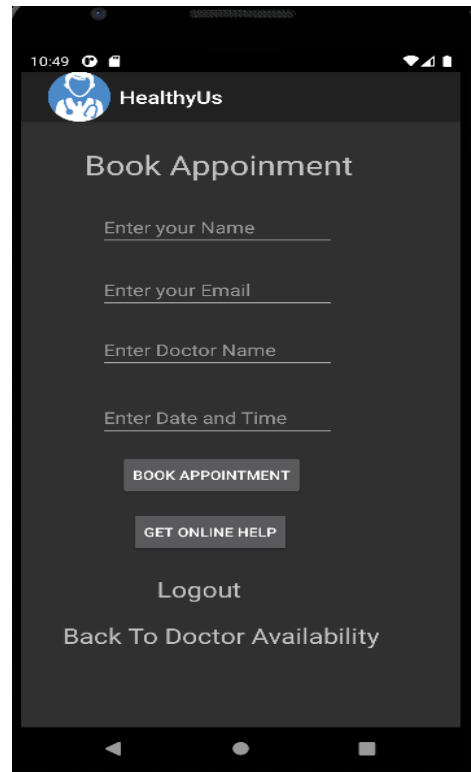 10:49
HealthyUs
Book Appoinment
Enter your Name
Enter your Email
Enter Doctor Name
Enter Date and Time
BOOK APPOINTMENT
GET ONLINE HELP
Logout
Back To Doctor Availability